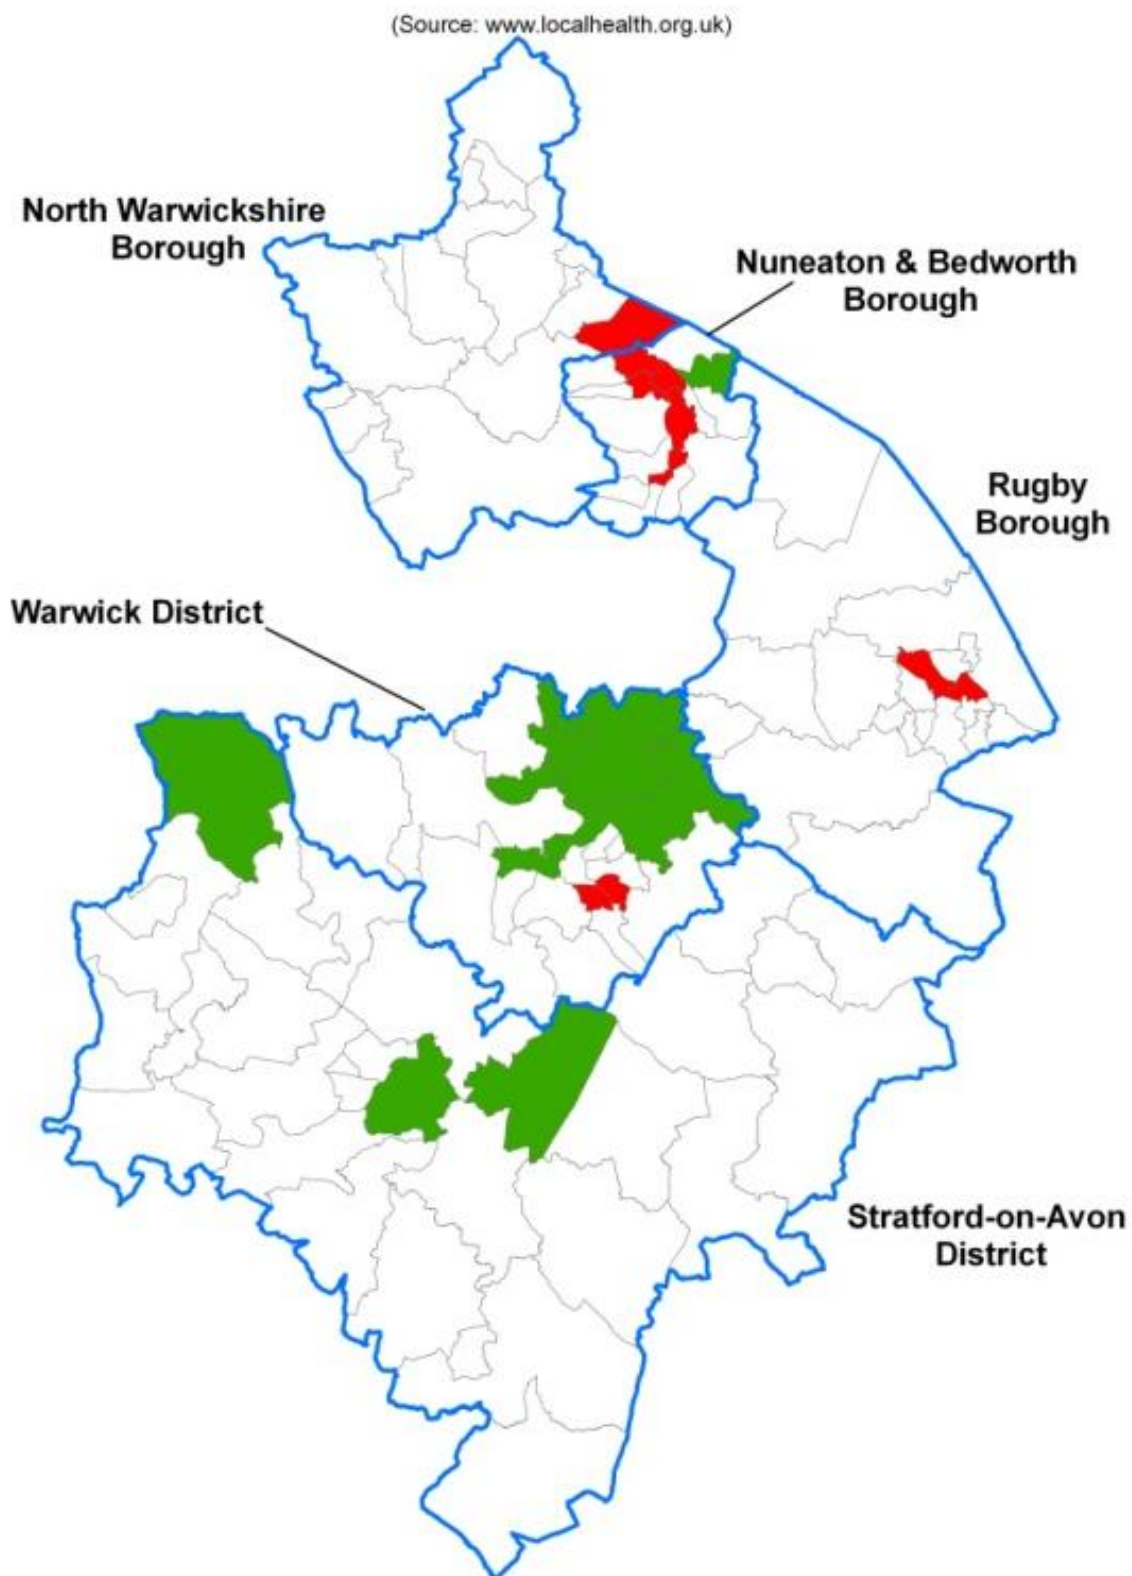 (Source: www.localhealth.org.uk)
North Warwickshire
Borough
Nuneaton & Bedworth
Borough
Rugby
Borough
Warwick District
Stratford-on-Avon
District